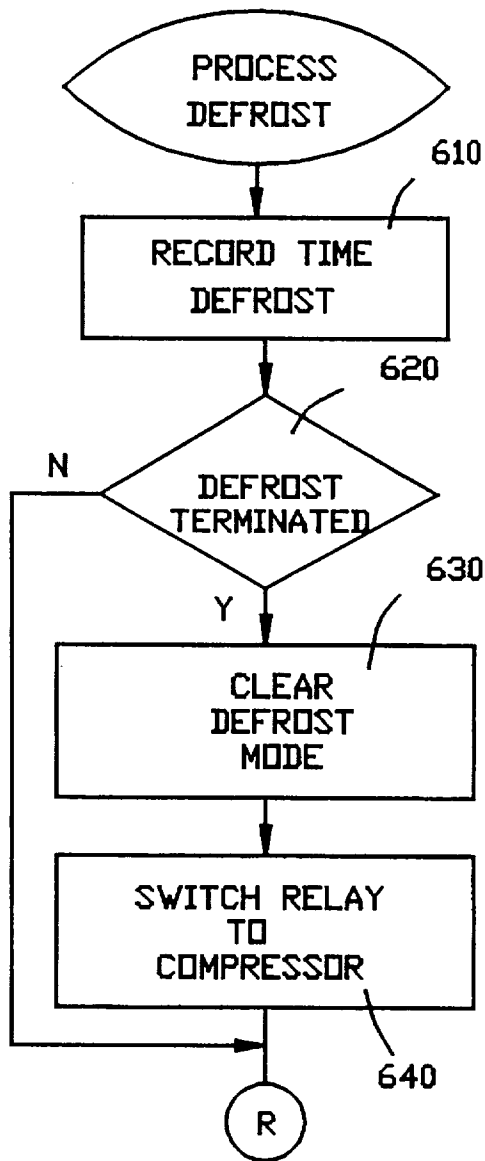 PROCESS
DEFROST
610
RECORD TIME
DEFROST
620
N
DEFROST
TERMINATED
630
Y
CLEAR
DEFROST
MODE
SWITCH RELAY
TO
COMPRESSOR
640
R